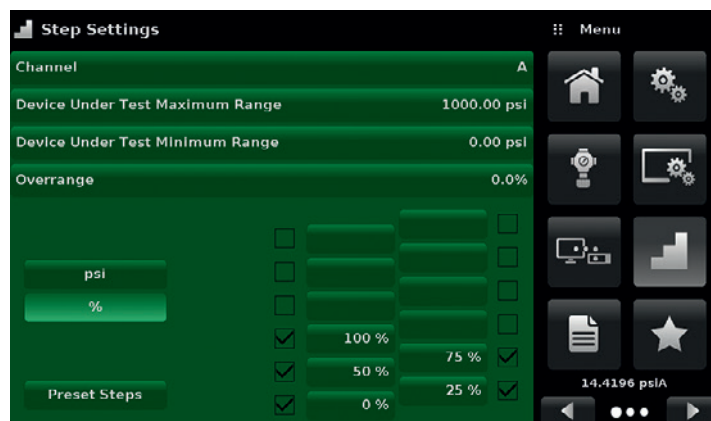 Step Settings
Menu
Channel A
Device Under Test Maximum Range 1000.00 psi
Device Under Test Minimum Range 0.00 psi
Overrange 0.0%
psi
%
100 %
75 %
50 %
25 %
Preset Steps
0 %
14.4196 psiA